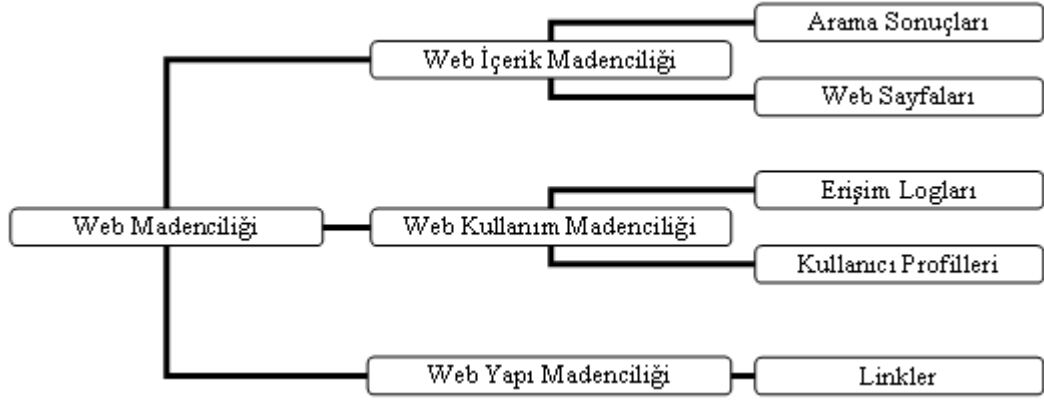 Arama Sonuçları
Web İçerik Madenciliği
Web Sayfaları
Erişim Logları
Web Madenciliği
Web Kullanım Madenciliği
Kullanıcı Profilleri
Web Yapı Madenciliği
Linkler